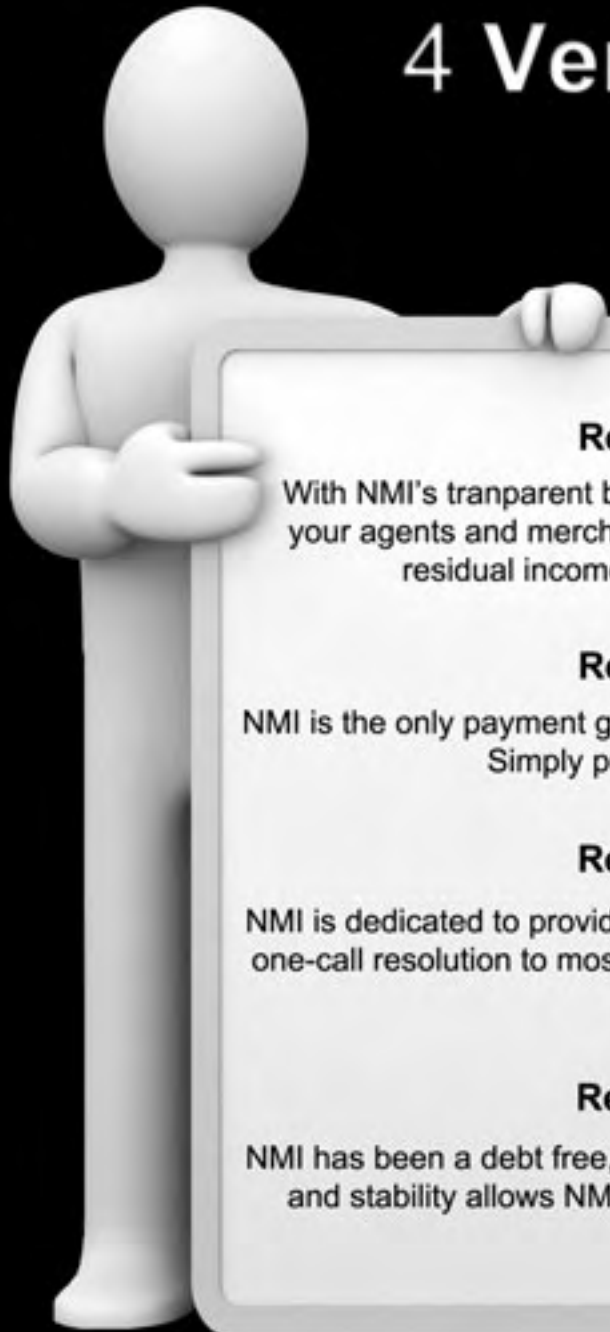 4 Ver
Re
With NMI's tranparent b
your agents and merch
residual incom
Re
NMI is the only payment g
Simply p
Re
NMI is dedicated to provid
one-call resolution to mos
Re
NMI has been a debt free,
and stability allows NM